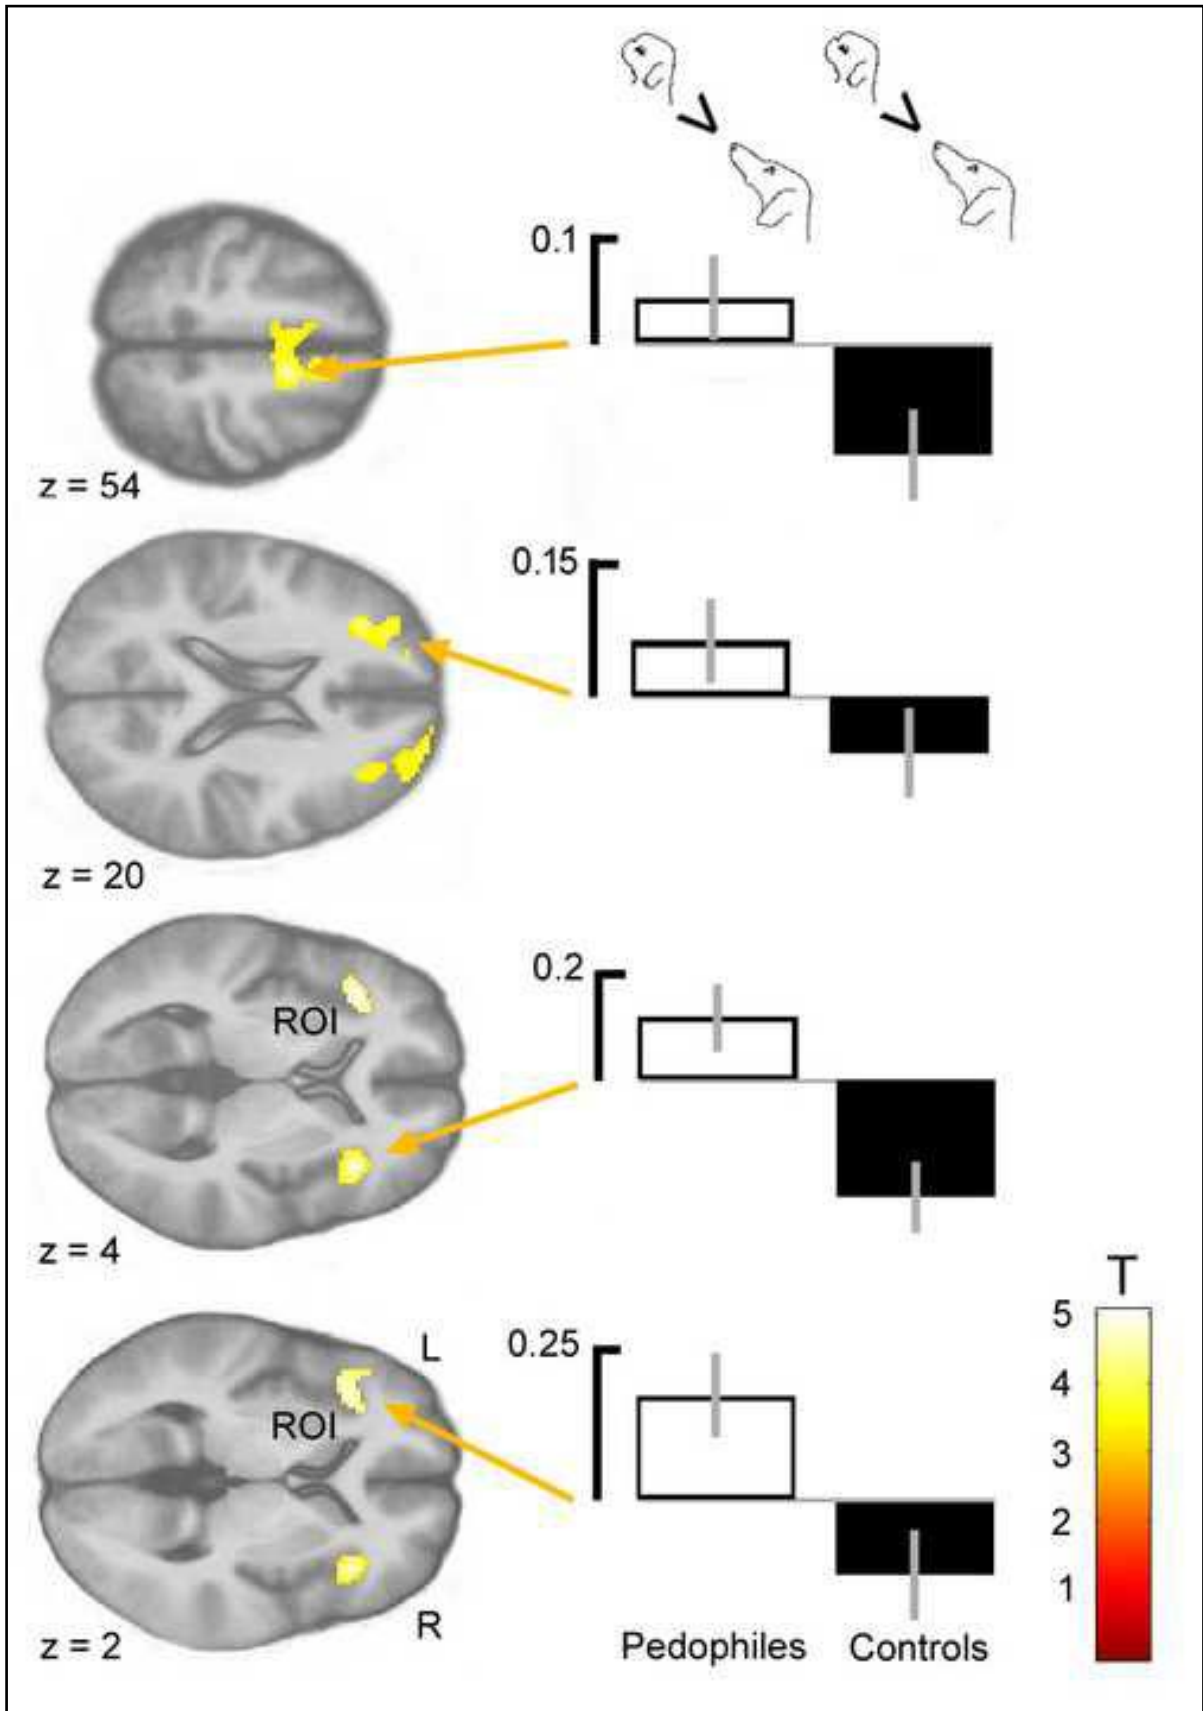 0.1
z = 54
0.15
z = 20
0.2
ROI
z = 4
T
5
4
3
2
1
0.25
L
ROI
R
z = 2
Pedophiles Controls